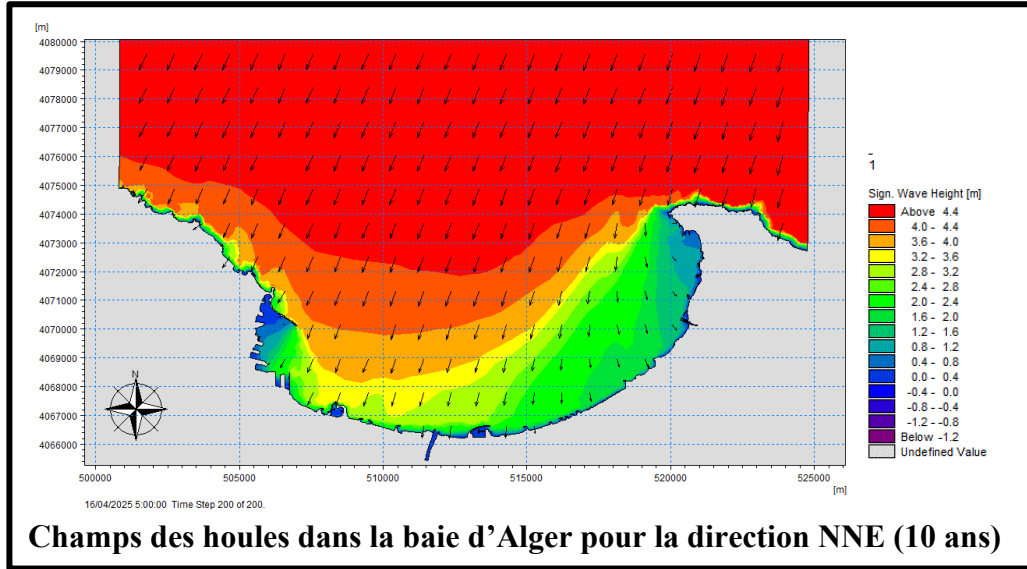 [m]
4080000
4079000
4078000
4077000
4076000
4075000
4074000
4073000
4072000
4071000
4070000
4069000
4068000
4067000
4066000
N
500000 505000 510000 515000 520000 525000
[m]
16/04/2025 5:00:00 Time Step 200 of 200.
1
Sign. Wave Height [m]
Above 4.4
4.0 - 4.4
3.6 - 4.0
3.2 - 3.6
2.8 - 3.2
2.4 - 2.8
2.0 - 2.4
1.6 - 2.0
1.2 - 1.6
0.8 - 1.2
0.4 - 0.8
0.0 - 0.4
-0.4 - 0.0
-0.8 - -0.4
-1.2 - -0.8
Below -1.2
Undefined Value
Champs des houles dans la baie d’Alger pour la direction NNE (10 ans)